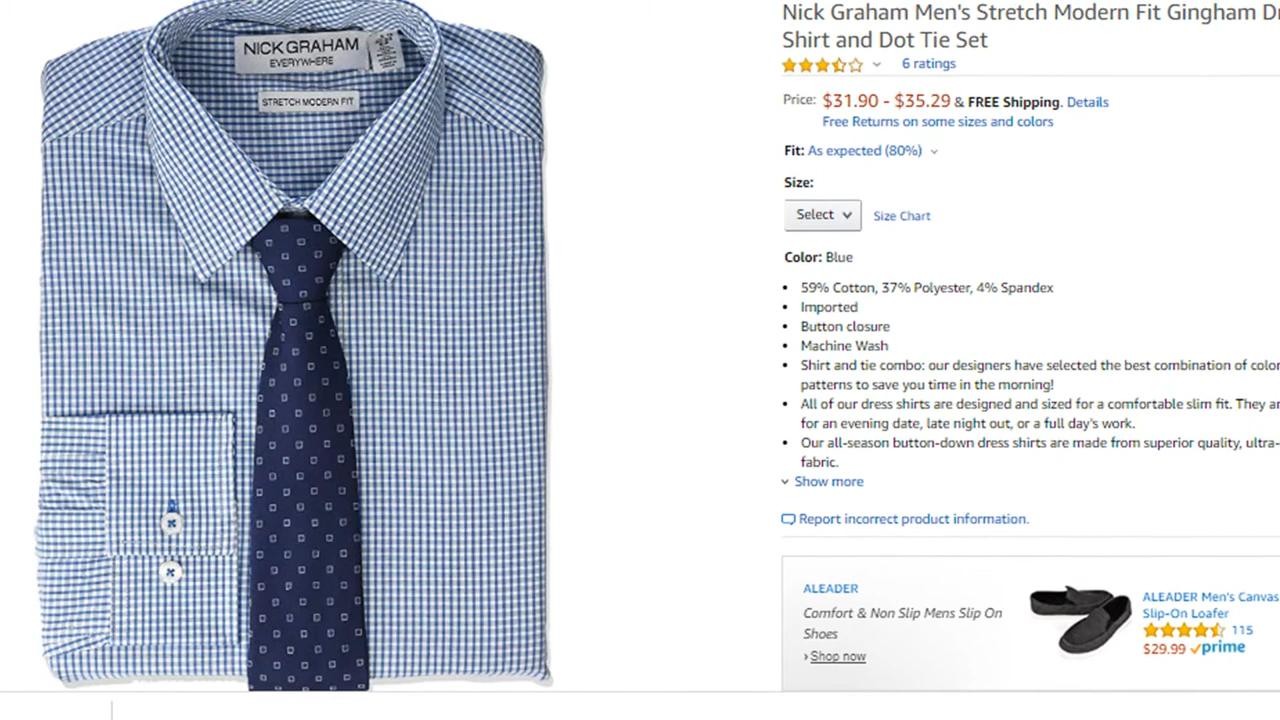 NICK GRAHAM
EVERYWHERE
STRETCH MODERN FIT
Nick Graham Men's Stretch Modern Fit Gingham
Shirt and Dot Tie Set
6 ratings
Price: $31.90 - $35.29 & FREE Shipping. Details
Free Returns on some sizes and colors
Fit: As expected (80%)
Size:
Select
Size Chart
Color: Blue
• 59% Cotton, 37% Polyester, 4% Spandex
• Imported
• Button closure
• Machine Wash
• Shirt and tie combo: our designers have selected the best combination of
patterns to save you time in the morning!
• All of our dress shirts are designed and sized for a comfortable slim fit. They
for an evening date, late night out, or a full day's work.
• Our all-season button-down dress shirts are made from superior quality, ultra-
fabric.
Show more
Report incorrect product information.
ALEADER
Comfort & Non Slip Mens Slip On
Shoes
›Shop now
ALEADER Men's Canvas
Slip-On Loafer
115
$29.99 prime